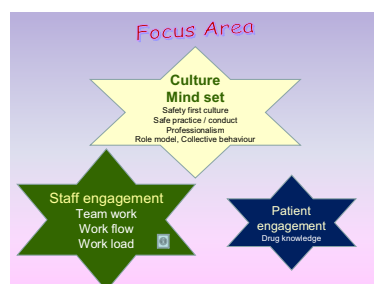 Focus Area
Culture
Mind set
Safety first culture
Safe practice / conduct
Professionalism
Role model, Collective behaviour
Staff engagement
Team work
Work flow
Work load
Patient
engagement
Drug knowledge